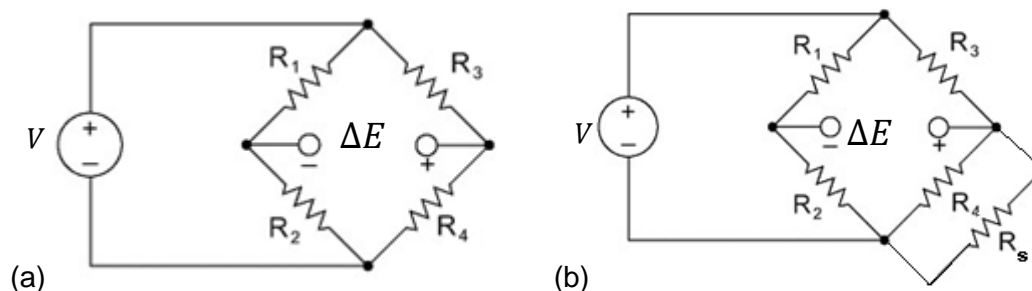 R₁
R₃
V
+
−
ΔE
−
+
R₂
R₄
(a)
R₁
R₃
V
+
−
ΔE
−
+
R₂
R₄
Rₛ
(b)